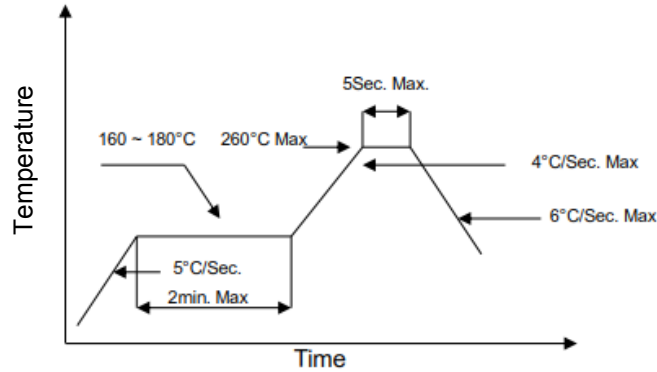 Temperature
5Sec. Max.
160 ~ 180°C
260°C Max
4°C/Sec. Max
6°C/Sec. Max
5°C/Sec.
2min. Max
Time